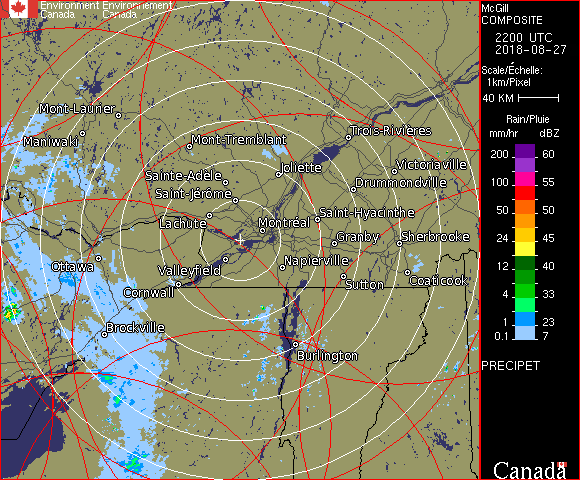 Environment Environnement
Canada Canada
McGill
COMPOSITE
2200 UTC
2018-08-27
Scale/Échelle:
1km/Pixel
40 KM
Rain/Pluie
mm/hr dBZ
200 60
150 57
100 55
50 50
24 45
12 40
8 33
4 23
0.1 7
PRECIPET
Canada
Mont-Laurier
Maniwaki
Mont-Tremblant
Trois-Rivières
Joliette
Victoriaville
Sainte-Adèle
Drummondville
Saint-Jérôme
Lachute
Saint-Hyacinthe
Montréal
Granby
Sherbrooke
Ottawa
Valleyfield
Napierville
Cornwall
Sutton
Coaticook
Brockville
Burlington